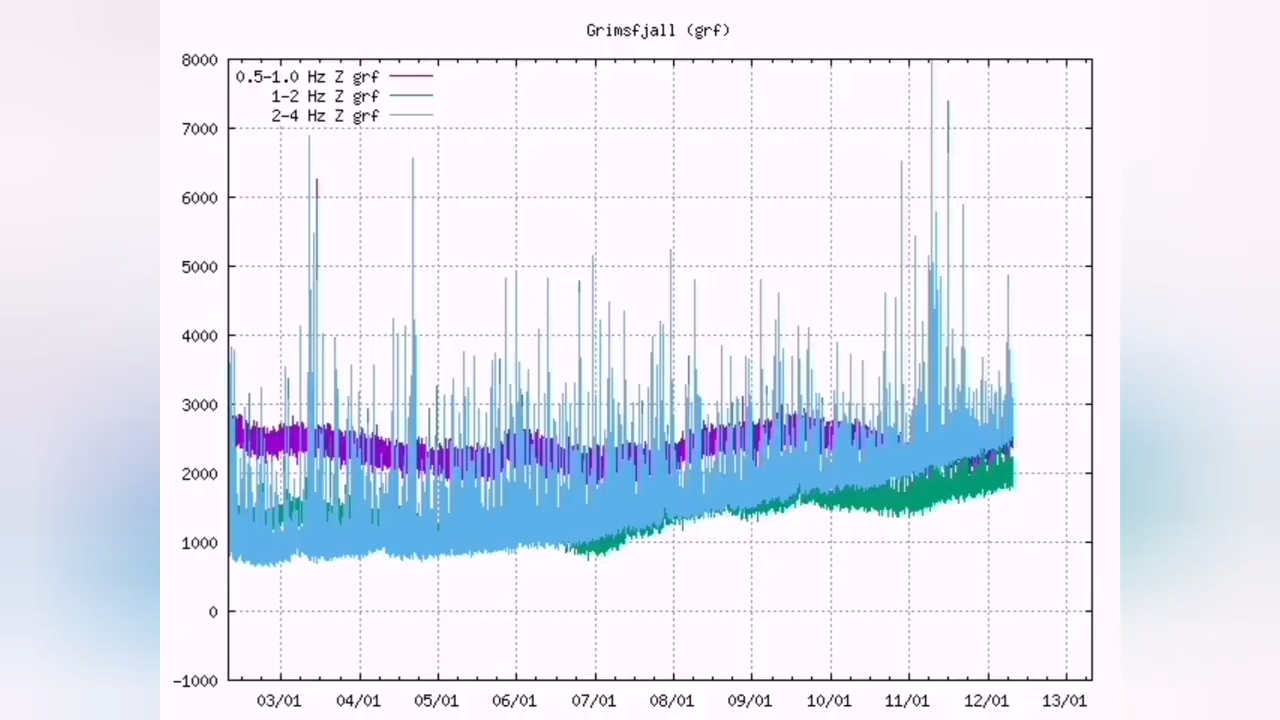 Grimsfjall (grf)
8000
0.5-1.0 Hz Z grf
1-2 Hz Z grf
2-4 Hz Z grf
7000
6000
5000
4000
3000
2000
1000
0
-1000
03/01 04/01 05/01 06/01 07/01 08/01 09/01 10/01 11/01 12/01 13/01